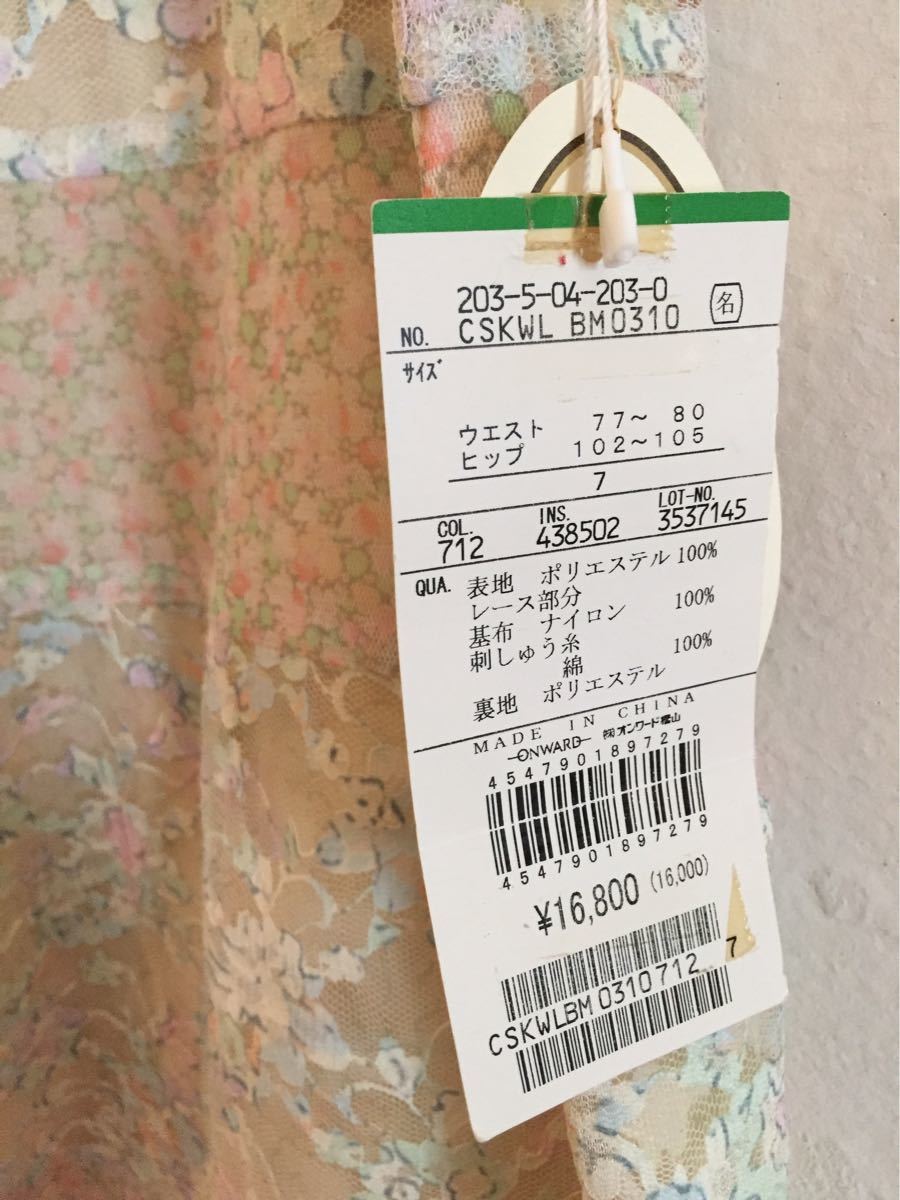 203-5-04-203-0
NO. CSKWL BM0310 名
サイズ
ウエスト 77～ 80
ヒップ 102～105
7
COL. INS. LOT-NO.
712 438502 3537145
QUA. 表地 ポリエステル 100%
レース部分
基布 ナイロン 100%
刺しゅう糸
綿 100%
裏地 ポリエステル
MADE IN CHINA
ONWARD ㈱オンワード樫山
4547901897279
4547901897279
¥16,800 (16,000)
7
CSKWLBM0310712